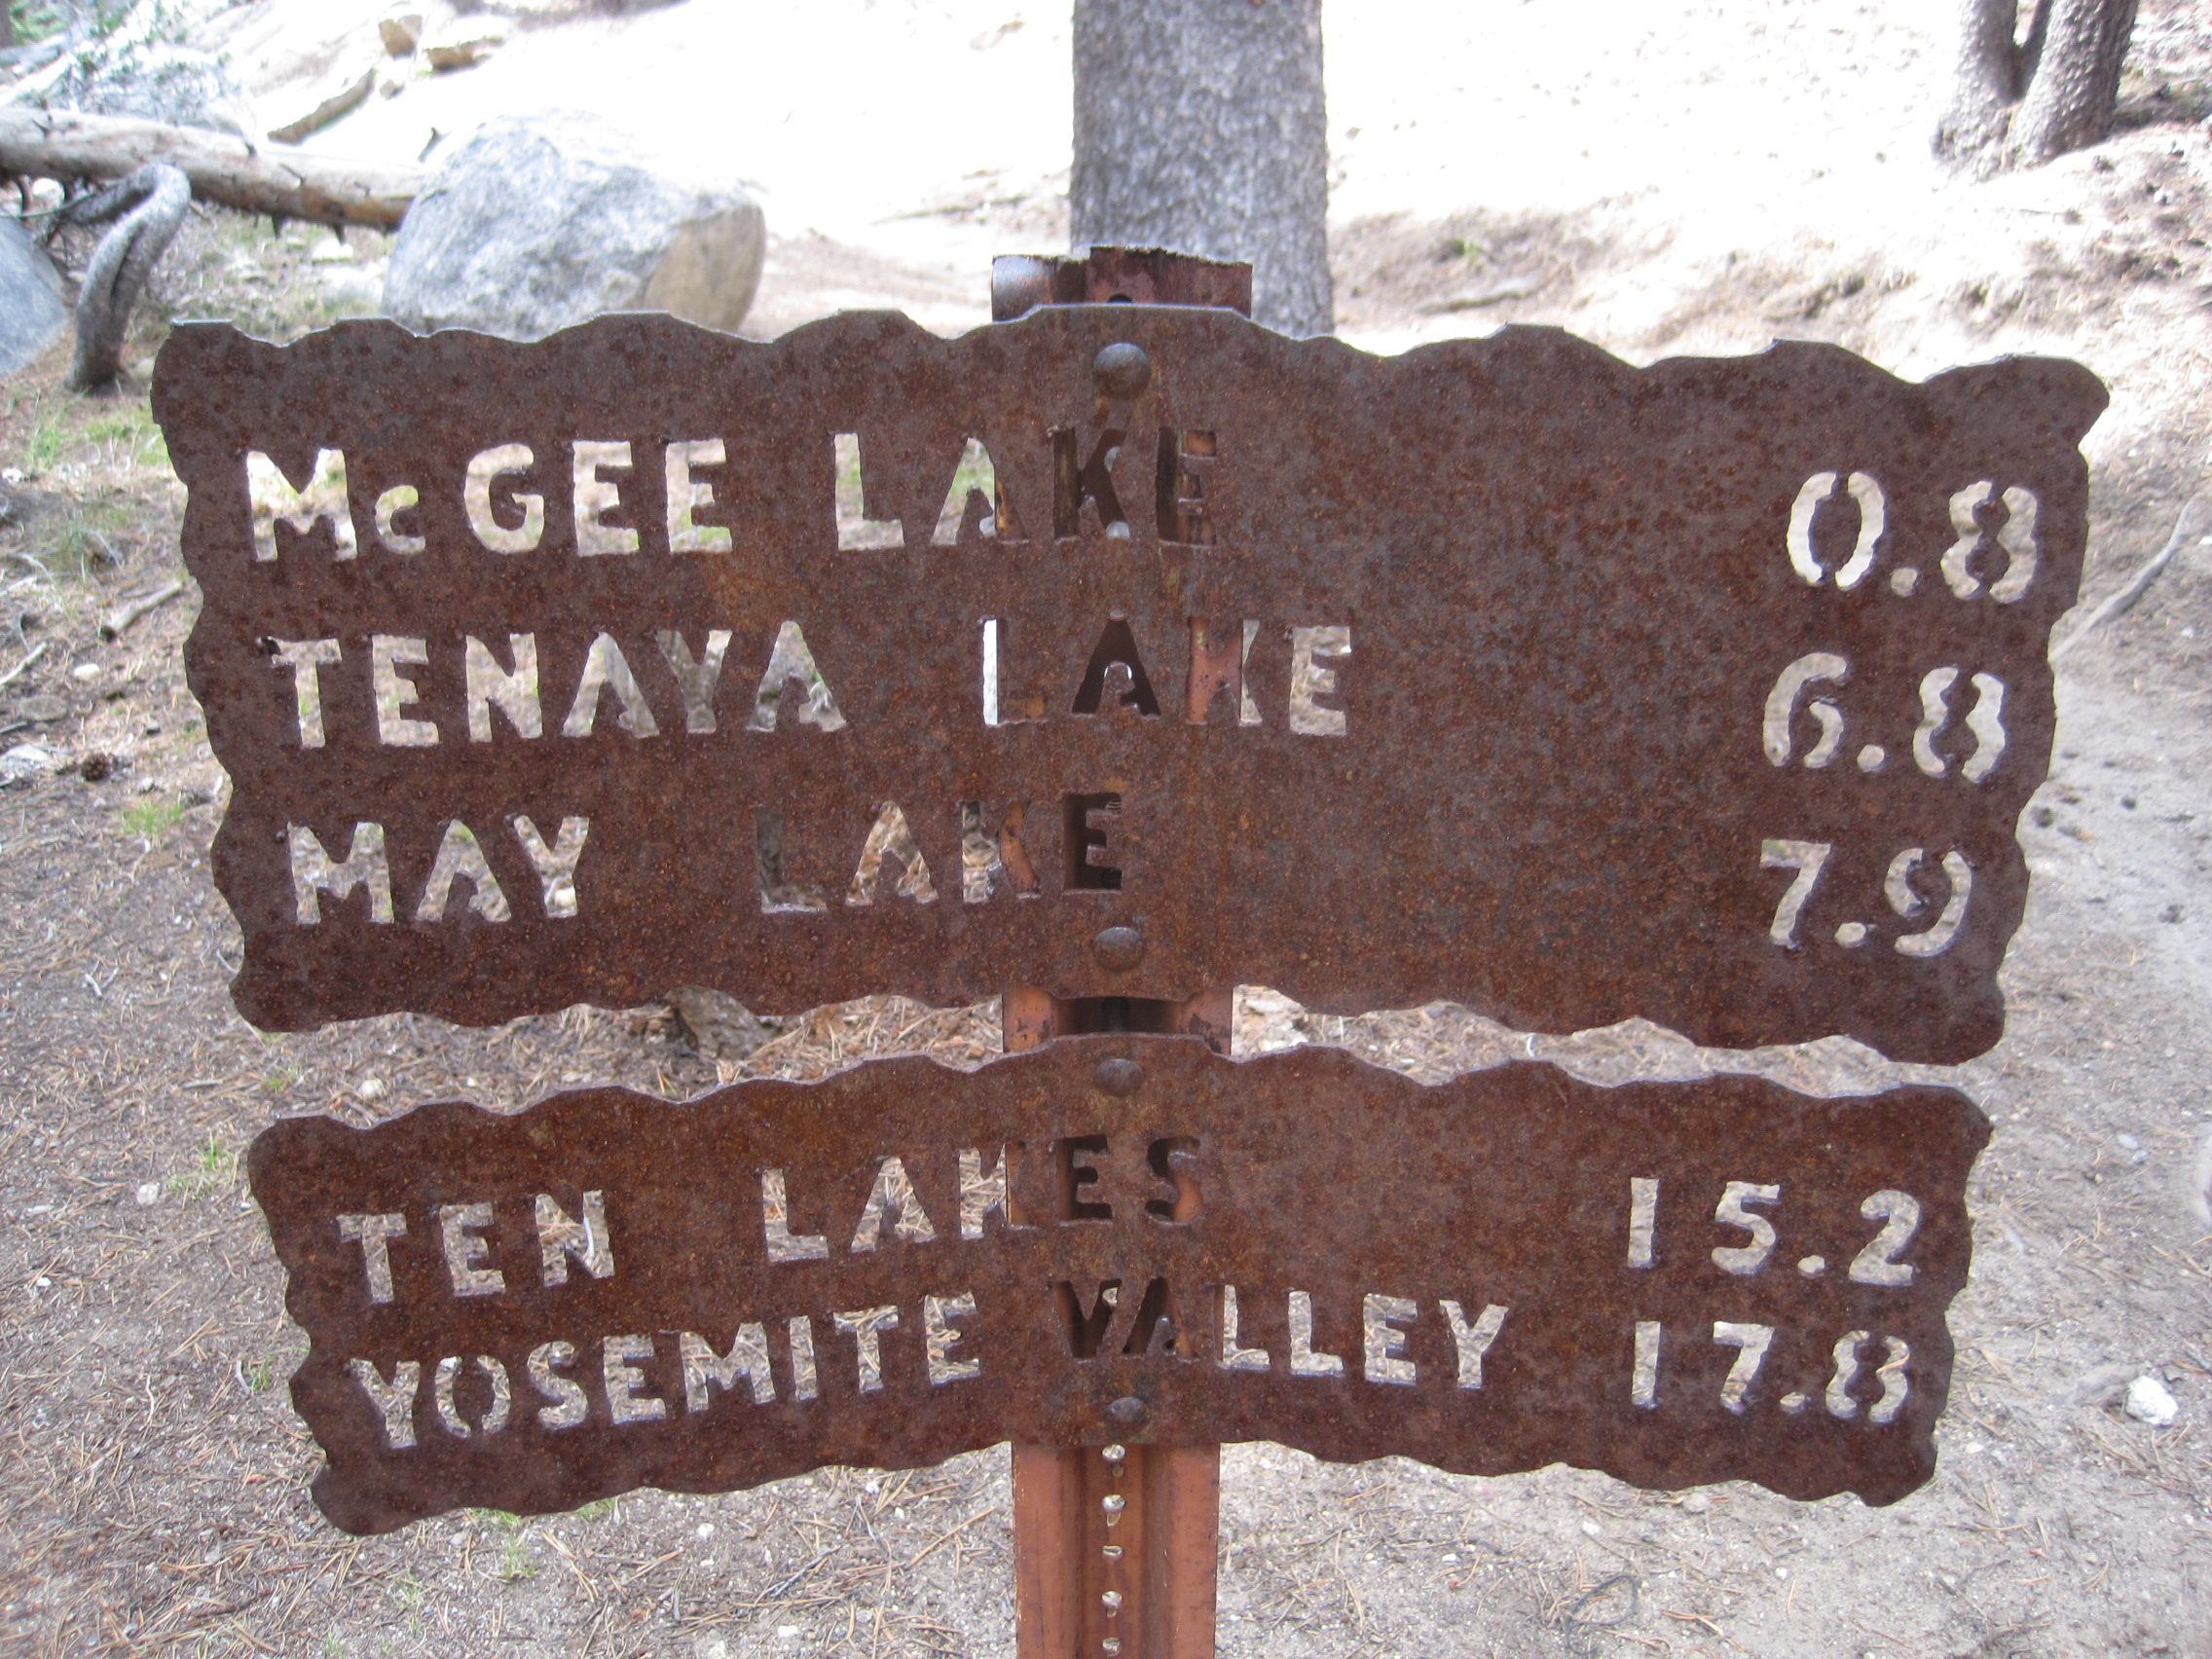 McGEE LAKE 0.8
TENAYA LAKE 6.8
MAY LAKE 7.9
TEN LAKES 15.2
YOSEMITE VALLEY 17.8